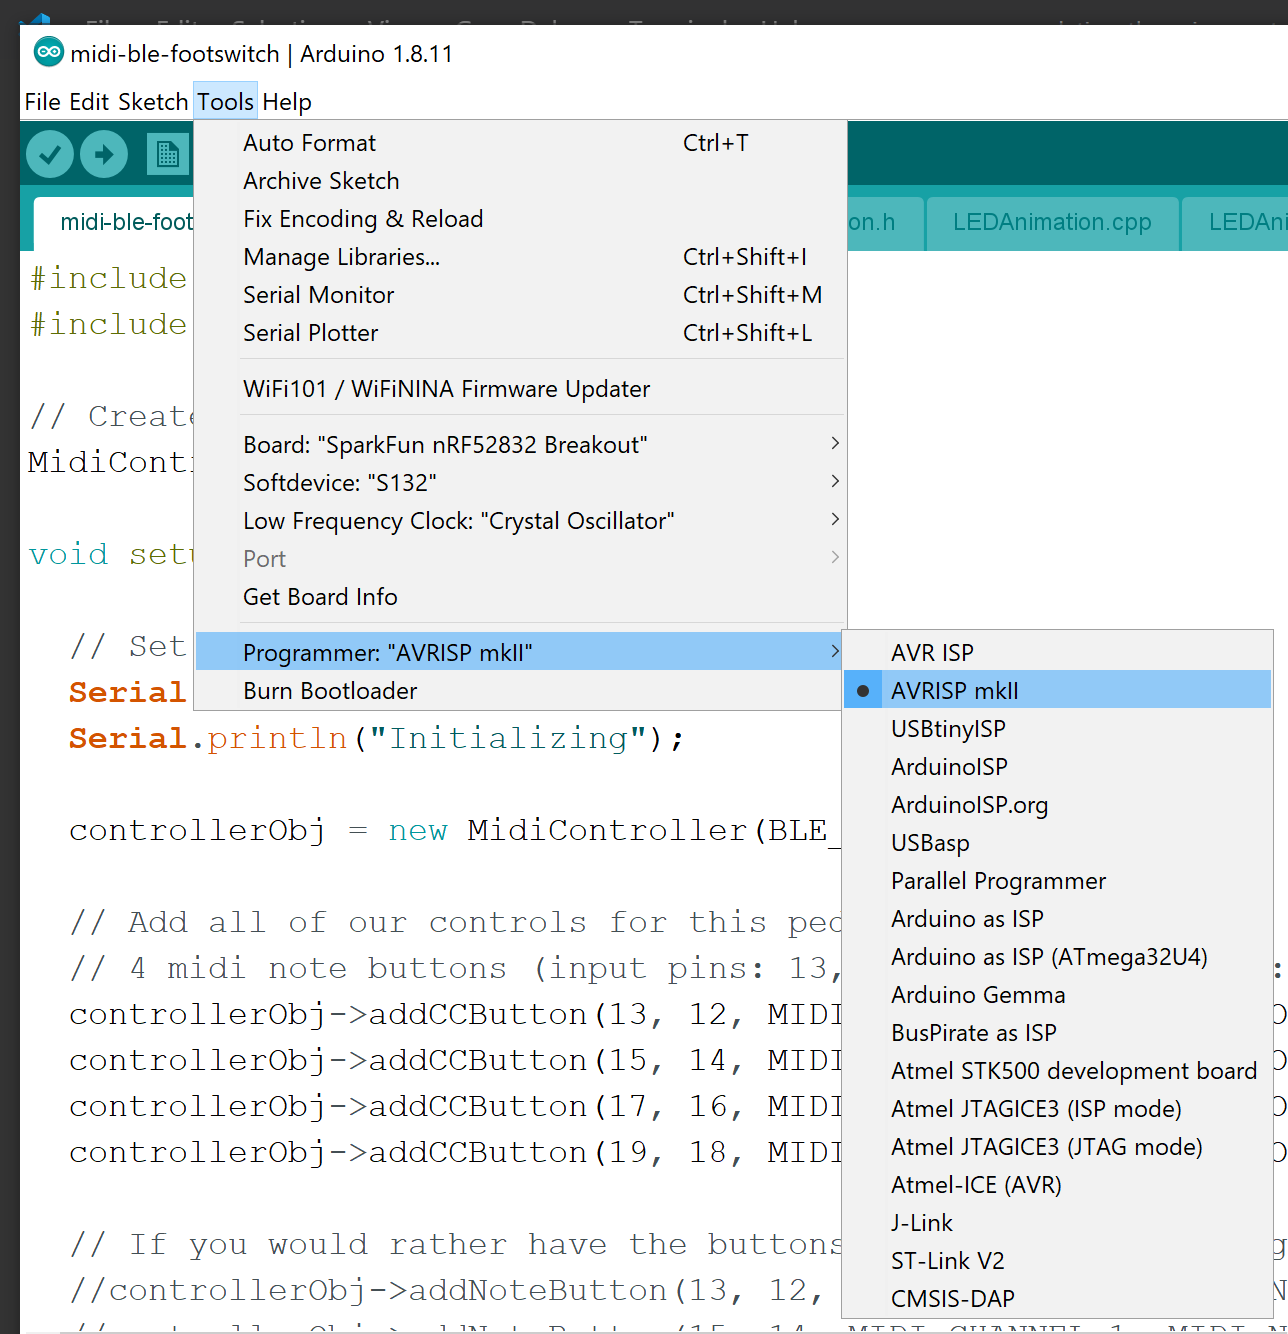 midi-ble-footswitch | Arduino 1.8.11
File Edit Sketch Tools Help
Auto Format Ctrl+T
Archive Sketch
Fix Encoding & Reload
Manage Libraries... Ctrl+Shift+I
Serial Monitor Ctrl+Shift+M
Serial Plotter Ctrl+Shift+L
WiFi101 / WiFiNINA Firmware Updater
Board: "SparkFun nRF52832 Breakout"
Softdevice: "S132"
Low Frequency Clock: "Crystal Oscillator"
Port
Get Board Info
Programmer: "AVRISP mkII"
Burn Bootloader
AVR ISP
AVRISP mkII
USBtinyISP
ArduinoISP
ArduinoISP.org
USBasp
Parallel Programmer
Arduino as ISP
Arduino as ISP (ATmega32U4)
Arduino Gemma
BusPirate as ISP
Atmel STK500 development board
Atmel JTAGICE3 (ISP mode)
Atmel JTAGICE3 (JTAG mode)
Atmel-ICE (AVR)
J-Link
ST-Link V2
CMSIS-DAP
midi-ble-foot on.h LEDAnimation.cpp LEDAni
#include
#include
// Create
MidiContr
void setu
// Set
Serial
Serial.println("Initializing");
controllerObj = new MidiController(BLE_
// Add all of our controls for this ped
// 4 midi note buttons (input pins: 13,
controllerObj->addCCButton(13, 12, MIDI
controllerObj->addCCButton(15, 14, MIDI
controllerObj->addCCButton(17, 16, MIDI
controllerObj->addCCButton(19, 18, MIDI
// If you would rather have the buttons
//controllerObj->addNoteButton(13, 12,